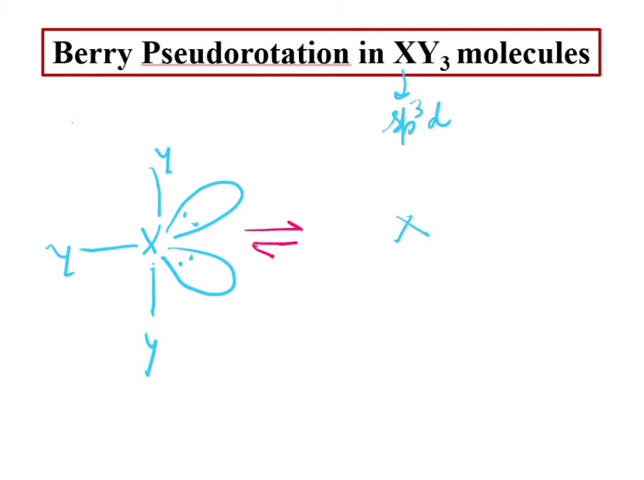 Berry Pseudorotation in XY₃ molecules
sp³d
Y
Y X X
Y